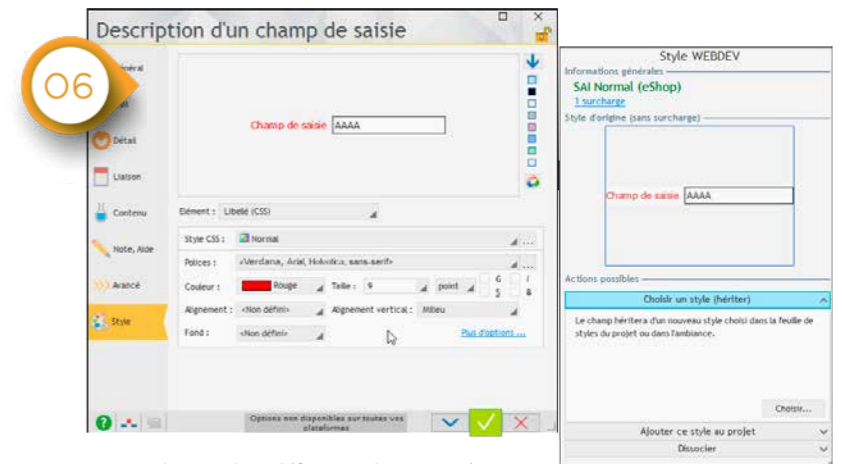 Description d'un champ de saisie
06
Détail
Liaison
Contenu
Note, Aide
Avancé
Style
Champ de saisie AAAA
Elément : Libellé (CSS)
Style CSS : Normal
Polices : «Verdana, Arial, Helvetica, sans-serif»
Couleur : Rouge Taille : 9 point G I S
Alignement : <Non défini> Alignement vertical : Milieu
Fond : <Non défini> Plus d'options ...
Options non disponibles sur toutes vos plateformes
Style WEBDEV
Informations générales
SAI Normal (eShop)
1 surcharge
Style d'origine (sans surcharge)
Champ de saisie AAAA
Actions possibles
Choisir un style (hériter)
Le champ héritera d'un nouveau style choisi dans la feuille de
styles du projet ou dans l'ambiance.
Choisir...
Ajouter ce style au projet
Dissocier